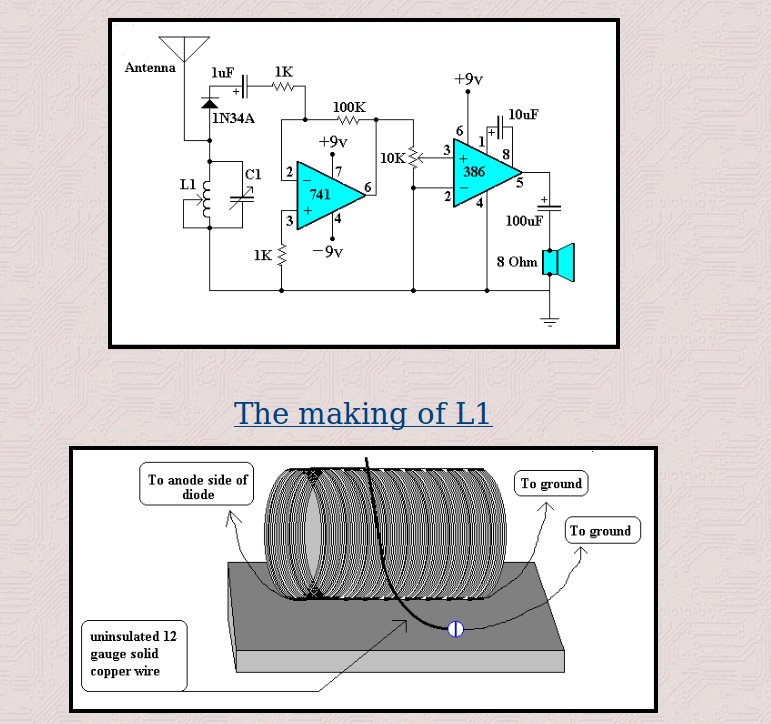 Antenna
1uF
+
1K
1N34A
L1
C1
100K
+9v
2
−
7
741
6
+
3
4
−9v
1K
10K
+9v
6
1
+
10uF
3
+
8
386
5
−
2
4
+
100uF
8 Ohm
The making of L1
To anode side of
diode
To ground
To ground
uninsulated 12
gauge solid
copper wire